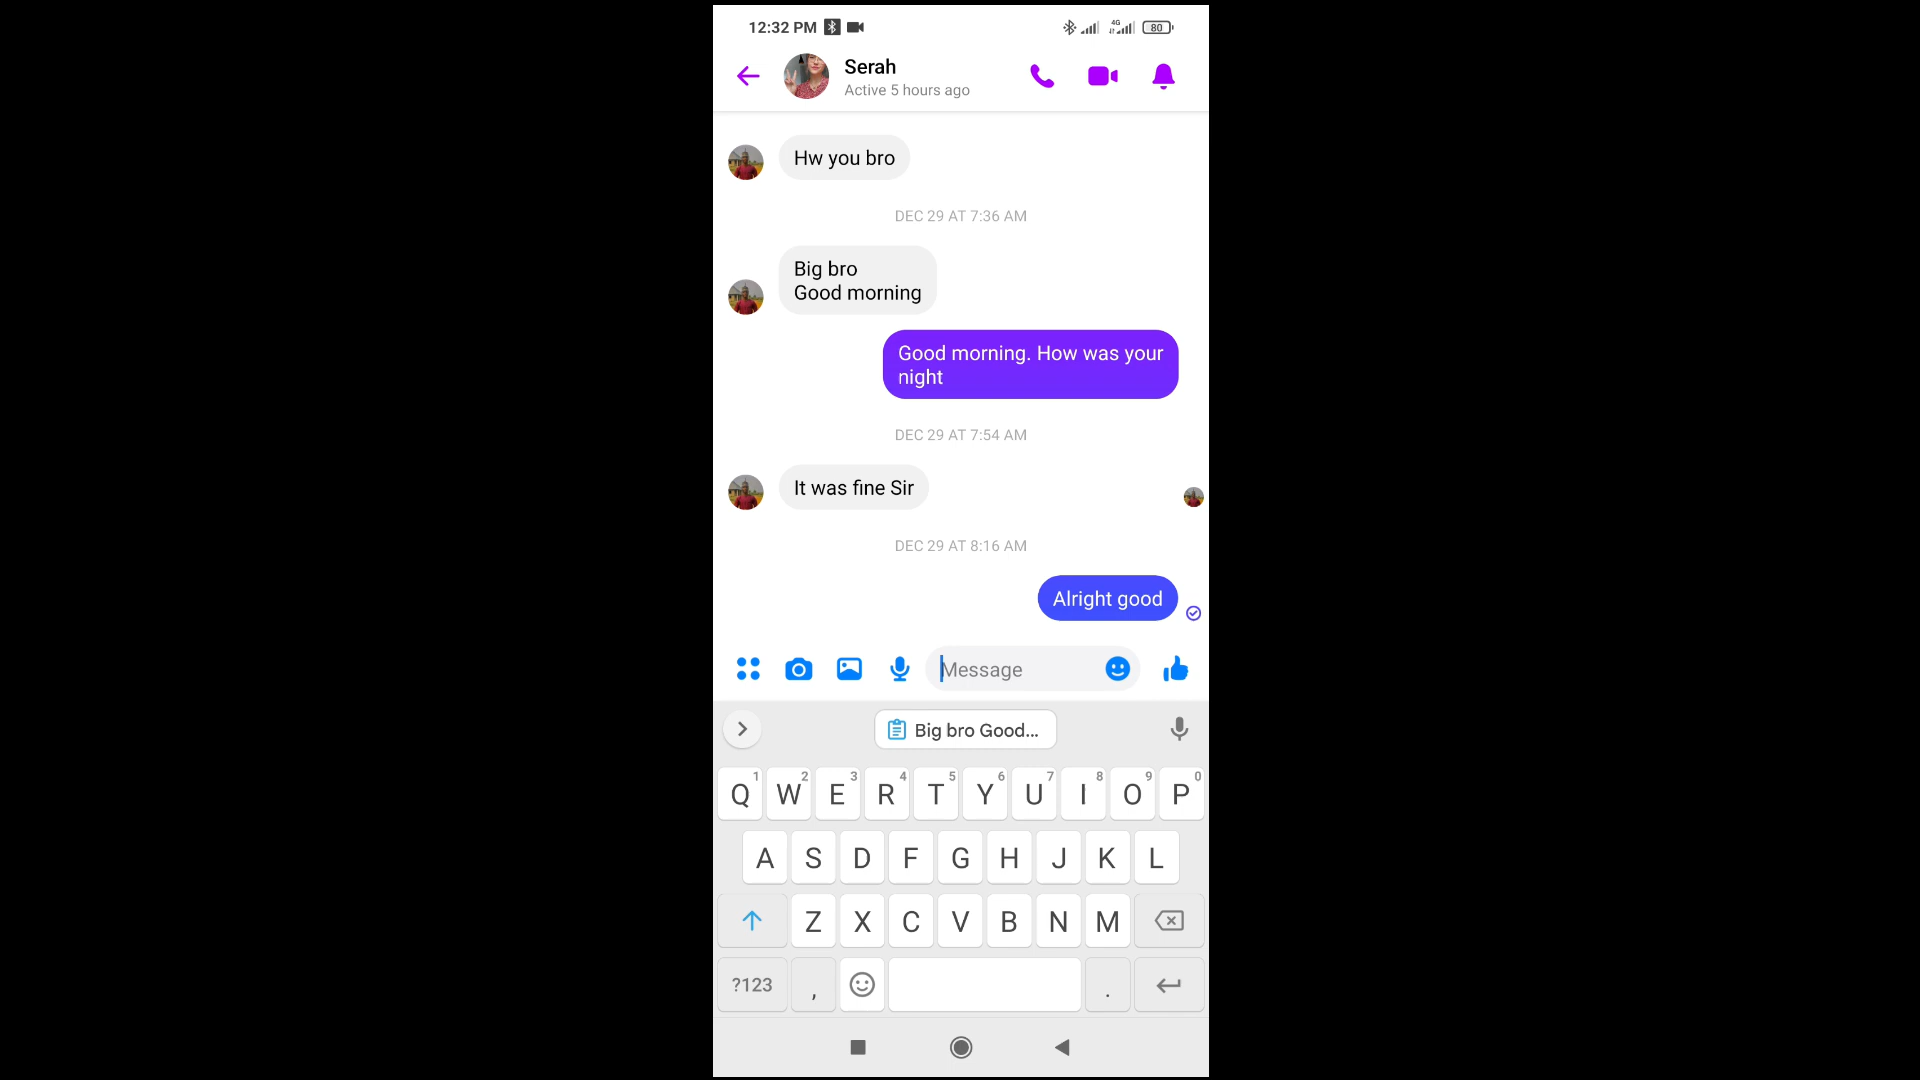 12:32 PM
4G
80
Serah
Active 5 hours ago
Hw you bro
DEC 29 AT 7:36 AM
Big bro
Good morning
Good morning. How was your
night
DEC 29 AT 7:54 AM
It was fine Sir
DEC 29 AT 8:16 AM
Alright good
Message
Big bro Good...
1 2 3 4 5 6 7 8 9 0
Q W E R T Y U I O P
A S D F G H J K L
Z X C V B N M
?123 , .